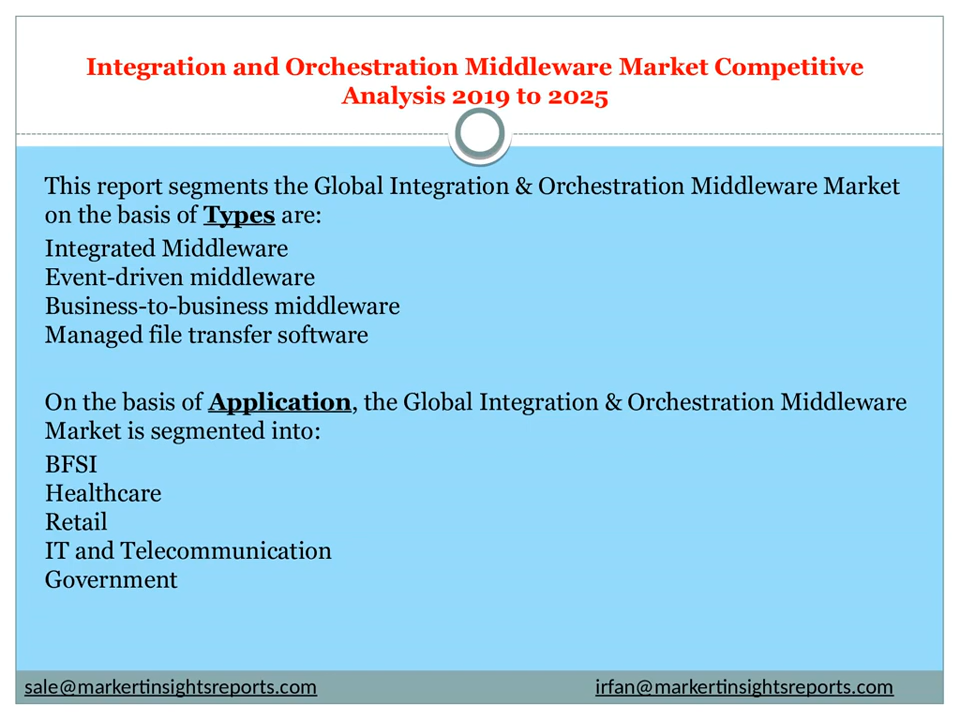 Integration and Orchestration Middleware Market Competitive
Analysis 2019 to 2025
This report segments the Global Integration & Orchestration Middleware Market
on the basis of Types are:
Integrated Middleware
Event-driven middleware
Business-to-business middleware
Managed file transfer software
On the basis of Application, the Global Integration & Orchestration Middleware
Market is segmented into:
BFSI
Healthcare
Retail
IT and Telecommunication
Government
sale@markertinsightsreports.com
irfan@markertinsightsreports.com